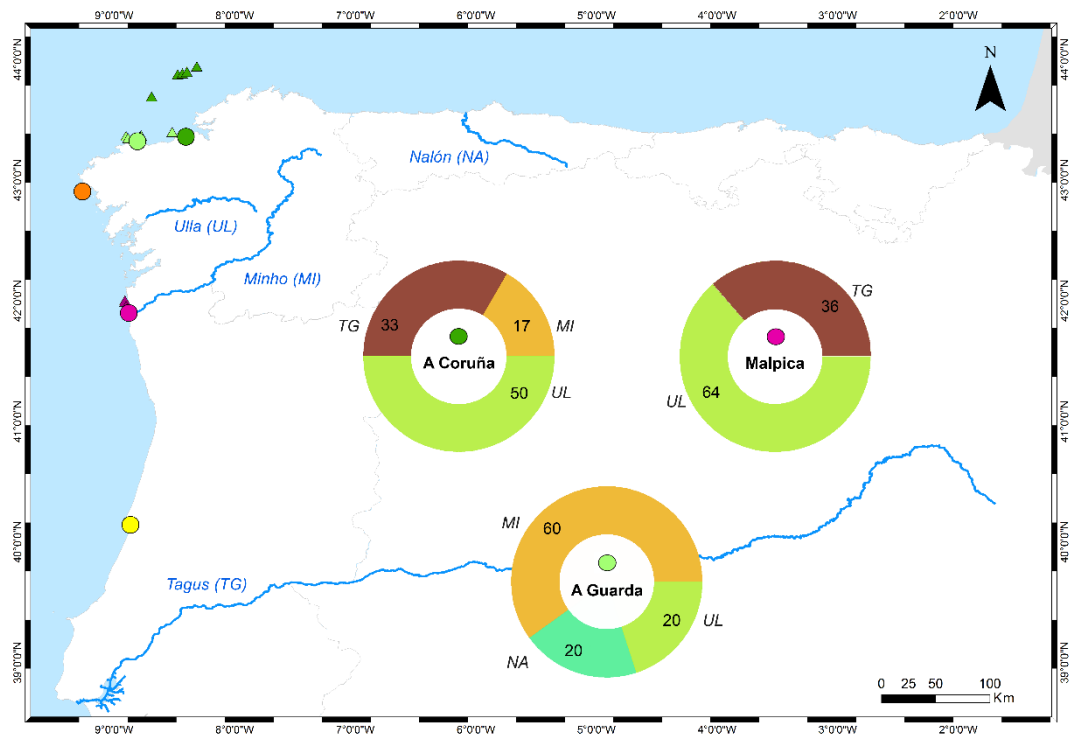 9°0'0"W 8°0'0"W 7°0'0"W 6°0'0"W 5°0'0"W 4°0'0"W 3°0'0"W 2°0'0"W
44°0'0"N 44°0'0"N
N
Nalón (NA)
43°0'0"N 43°0'0"N
Ulla (UL)
Minho (MI)
42°0'0"N 42°0'0"N
TG 33 17 MI
A Coruña
50 UL
36 TG
Malpica
UL 64
41°0'0"N 41°0'0"N
MI 60
40°0'0"N 40°0'0"N
Tagus (TG)
A Guarda
20 UL
NA 20
39°0'0"N 39°0'0"N
0 25 50 100
Km
9°0'0"W 8°0'0"W 7°0'0"W 6°0'0"W 5°0'0"W 4°0'0"W 3°0'0"W 2°0'0"W